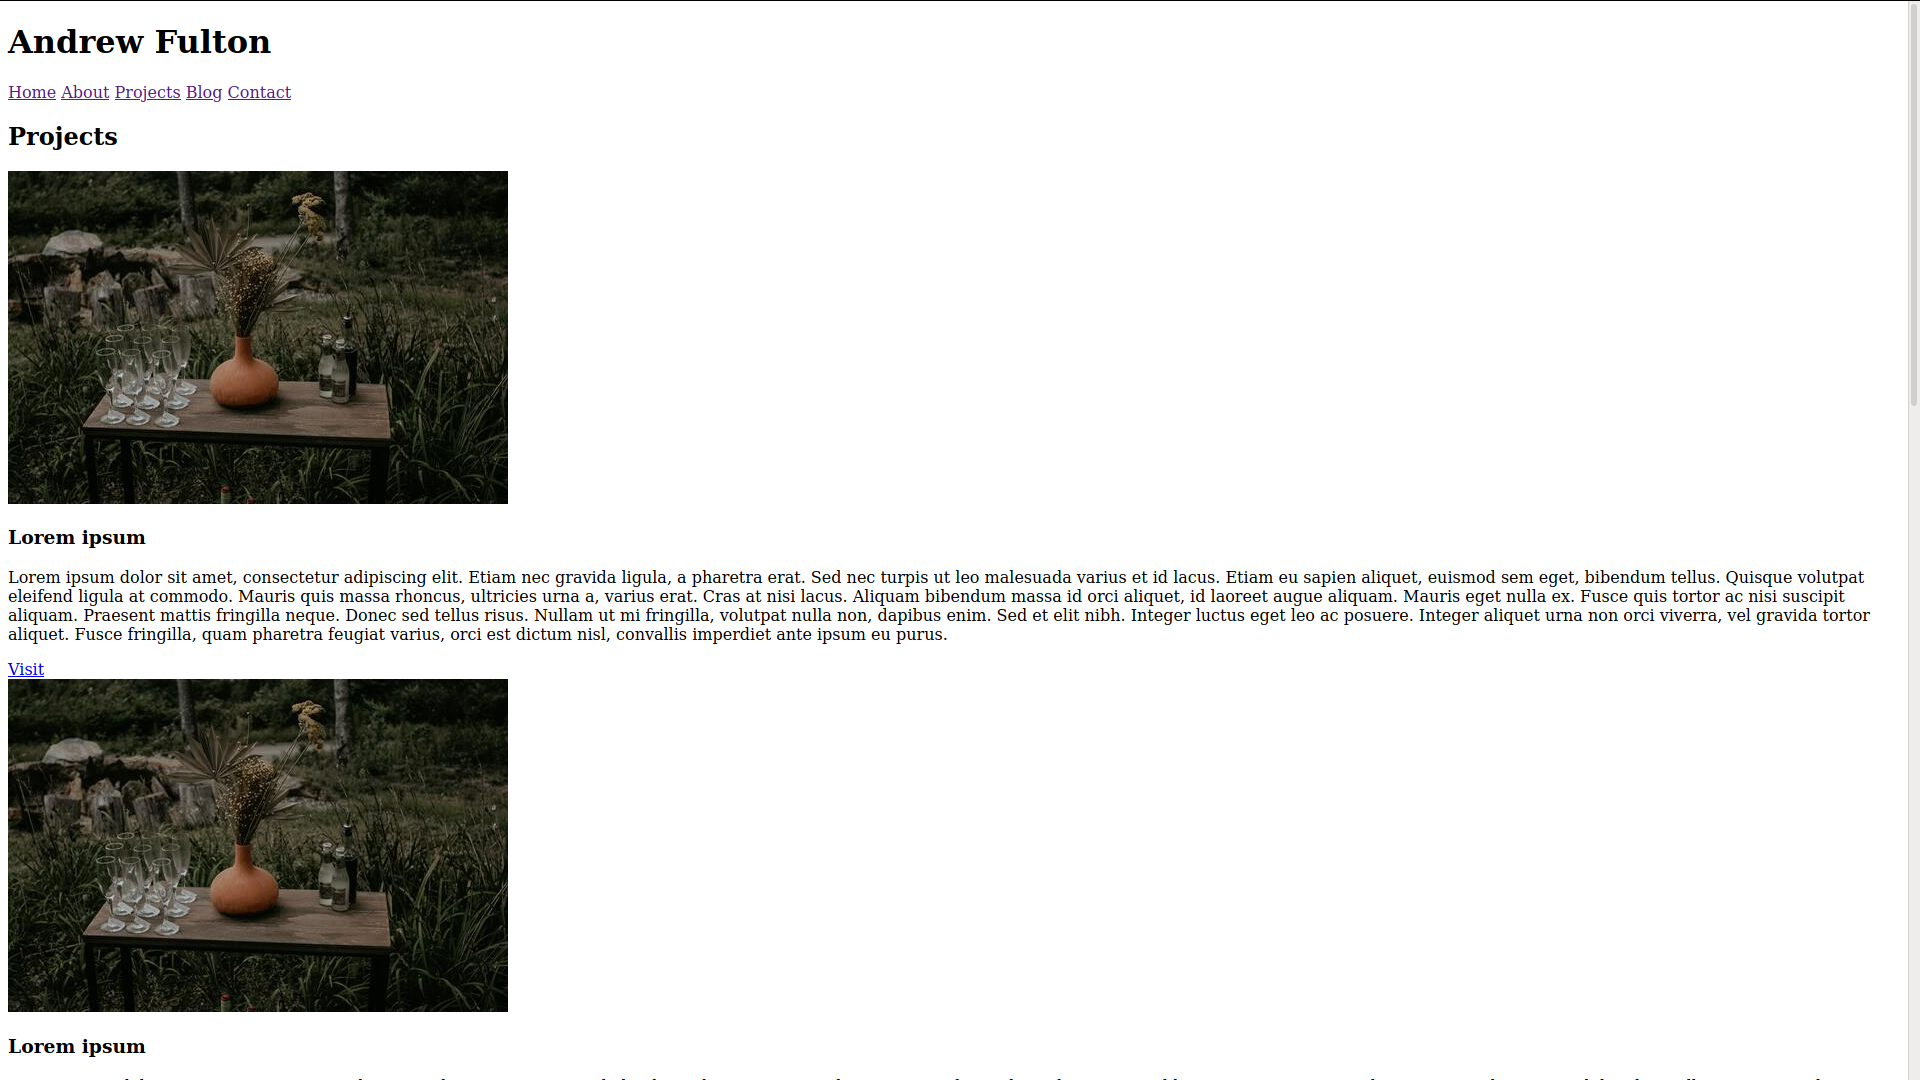 Andrew Fulton
Home About Projects Blog Contact
Projects
Lorem ipsum
Lorem ipsum dolor sit amet, consectetur adipiscing elit. Etiam nec gravida ligula, a pharetra erat. Sed nec turpis ut leo malesuada varius et id lacus. Etiam eu sapien aliquet, euismod sem eget, bibendum tellus. Quisque volutpat
eleifend ligula at commodo. Mauris quis massa rhoncus, ultricies urna a, varius erat. Cras at nisi lacus. Aliquam bibendum massa id orci aliquet, id laoreet augue aliquam. Mauris eget nulla ex. Fusce quis tortor ac nisi suscipit
aliquam. Praesent mattis fringilla neque. Donec sed tellus risus. Nullam ut mi fringilla, volutpat nulla non, dapibus enim. Sed et elit nibh. Integer luctus eget leo ac posuere. Integer aliquet urna non orci viverra, vel gravida tortor
aliquet. Fusce fringilla, quam pharetra feugiat varius, orci est dictum nisl, convallis imperdiet ante ipsum eu purus.
Visit
Lorem ipsum